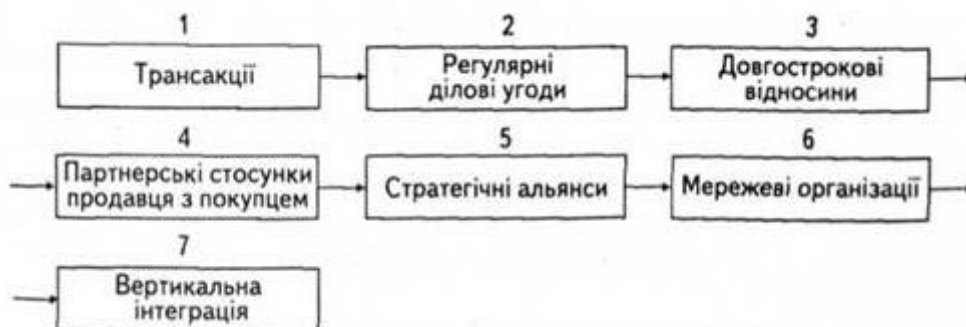 1 2 3
Трансакції
Регулярні
ділові угоди
Довгострокові
відносини
4 5 6
Партнерські стосунки
продавця з покупцем
Стратегічні альянси
Мережеві організації
7
Вертикальна
інтеграція